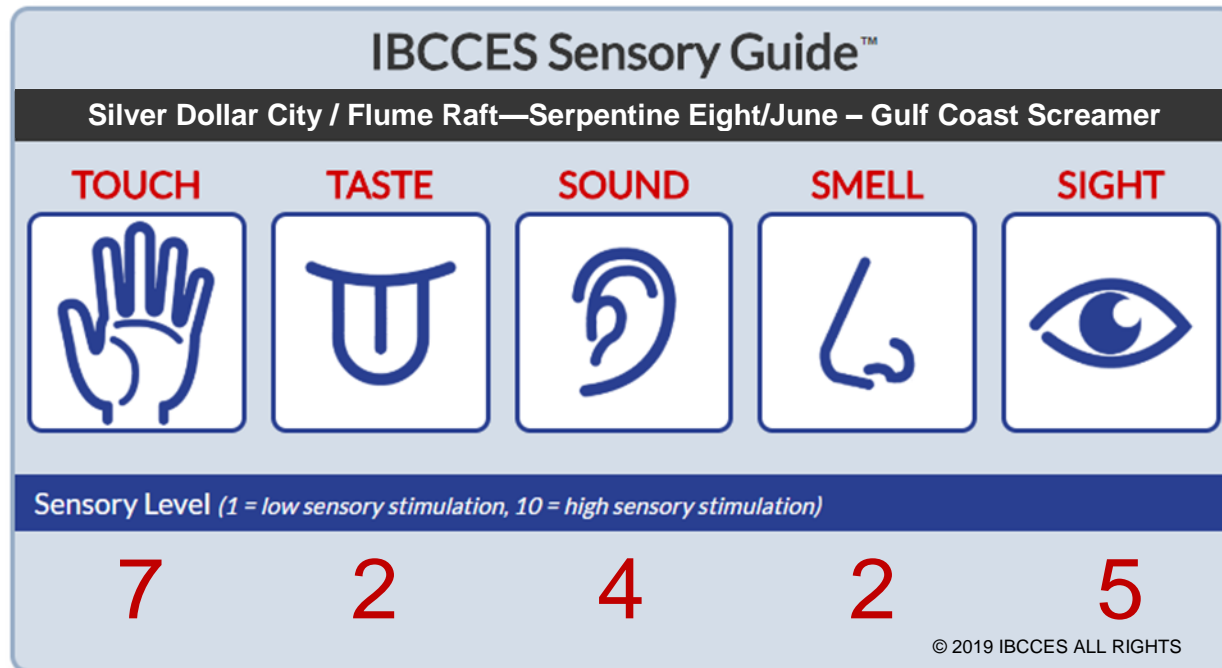 IBCCES Sensory Guide™
Silver Dollar City / Flume Raft—Serpentine Eight/June – Gulf Coast Screamer
TOUCH TASTE SOUND SMELL SIGHT
Sensory Level (1 = low sensory stimulation, 10 = high sensory stimulation)
7 2 4 2 5
© 2019 IBCCES ALL RIGHTS